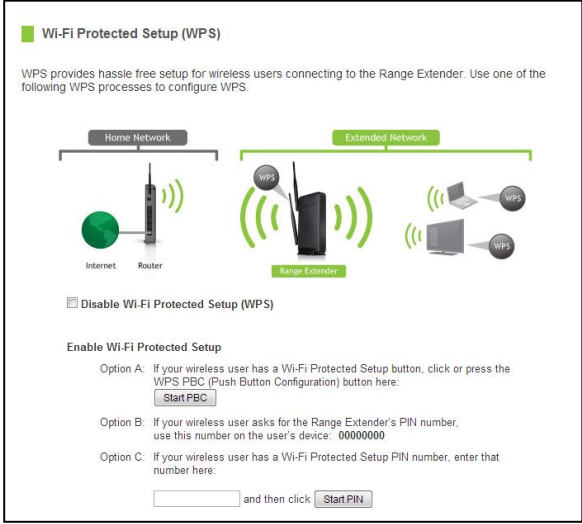 Wi-Fi Protected Setup (WPS)
WPS provides hassle free setup for wireless users connecting to the Range Extender. Use one of the
following WPS processes to configure WPS.
Home Network
Extended Network
WPS
WPS
WPS
Internet
Router
Range Extender
Disable Wi-Fi Protected Setup (WPS)
Enable Wi-Fi Protected Setup
Option A: If your wireless user has a Wi-Fi Protected Setup button, click or press the
WPS PBC (Push Button Configuration) button here:
Start PBC
Option B: If your wireless user asks for the Range Extender's PIN number,
use this number on the user's device: 00000000
Option C: If your wireless user has a Wi-Fi Protected Setup PIN number, enter that
number here:
and then click Start PIN